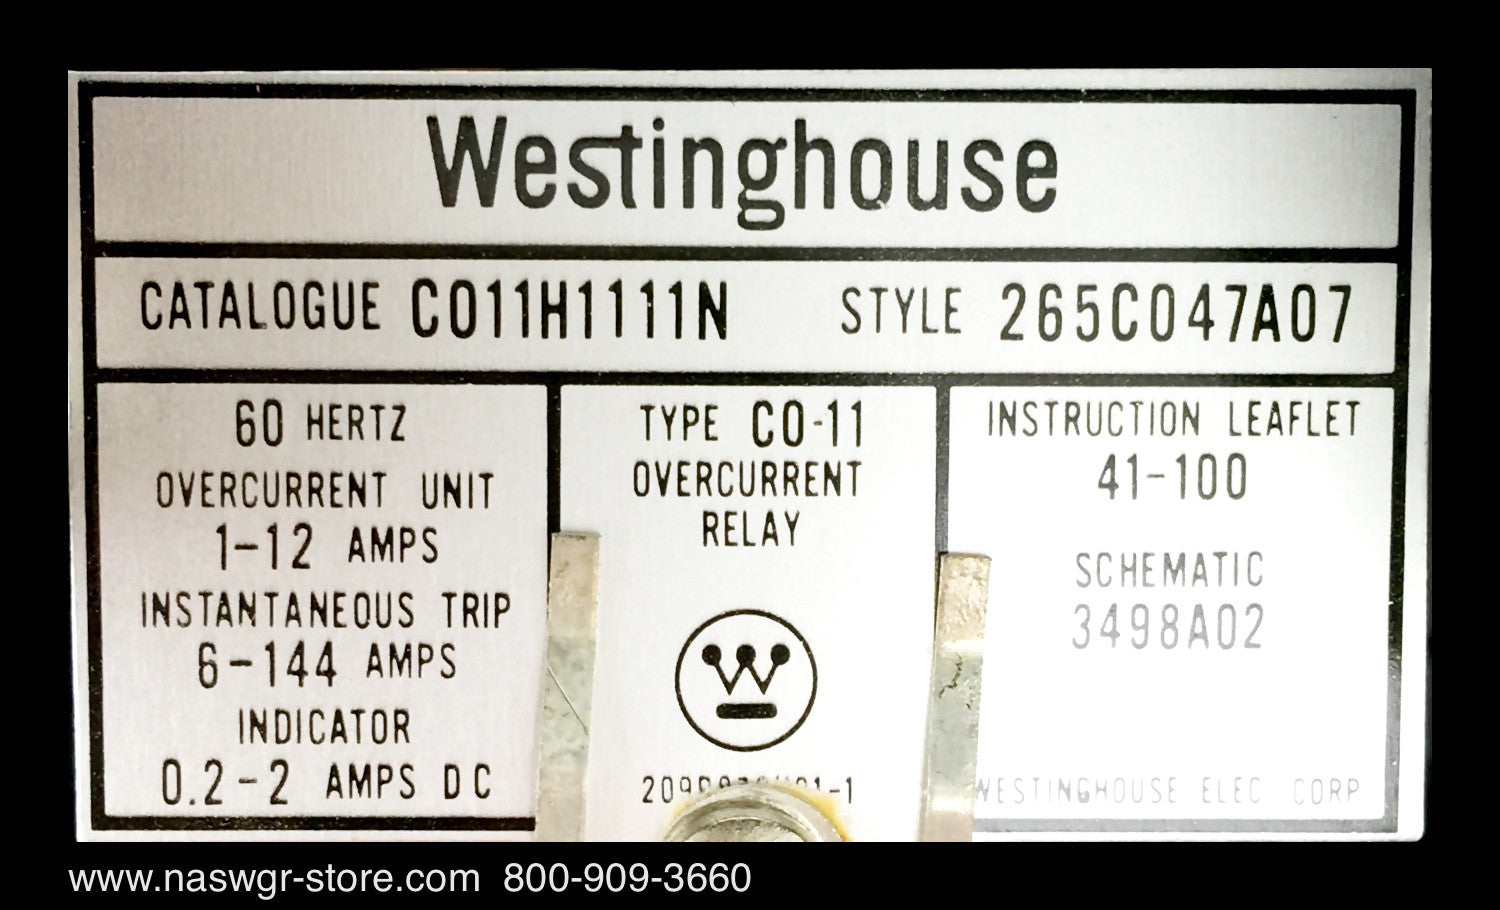 Westinghouse
CATALOGUE CO11H1111N STYLE 265C047A07
60 HERTZ
OVERCURRENT UNIT
1-12 AMPS
INSTANTANEOUS TRIP
6-144 AMPS
INDICATOR
0.2-2 AMPS DC
TYPE CO-11
OVERCURRENT
RELAY
W
INSTRUCTION LEAFLET
41-100
SCHEMATIC
3498A02
WESTINGHOUSE ELEC CORP
www.naswgr-store.com 800-909-3660